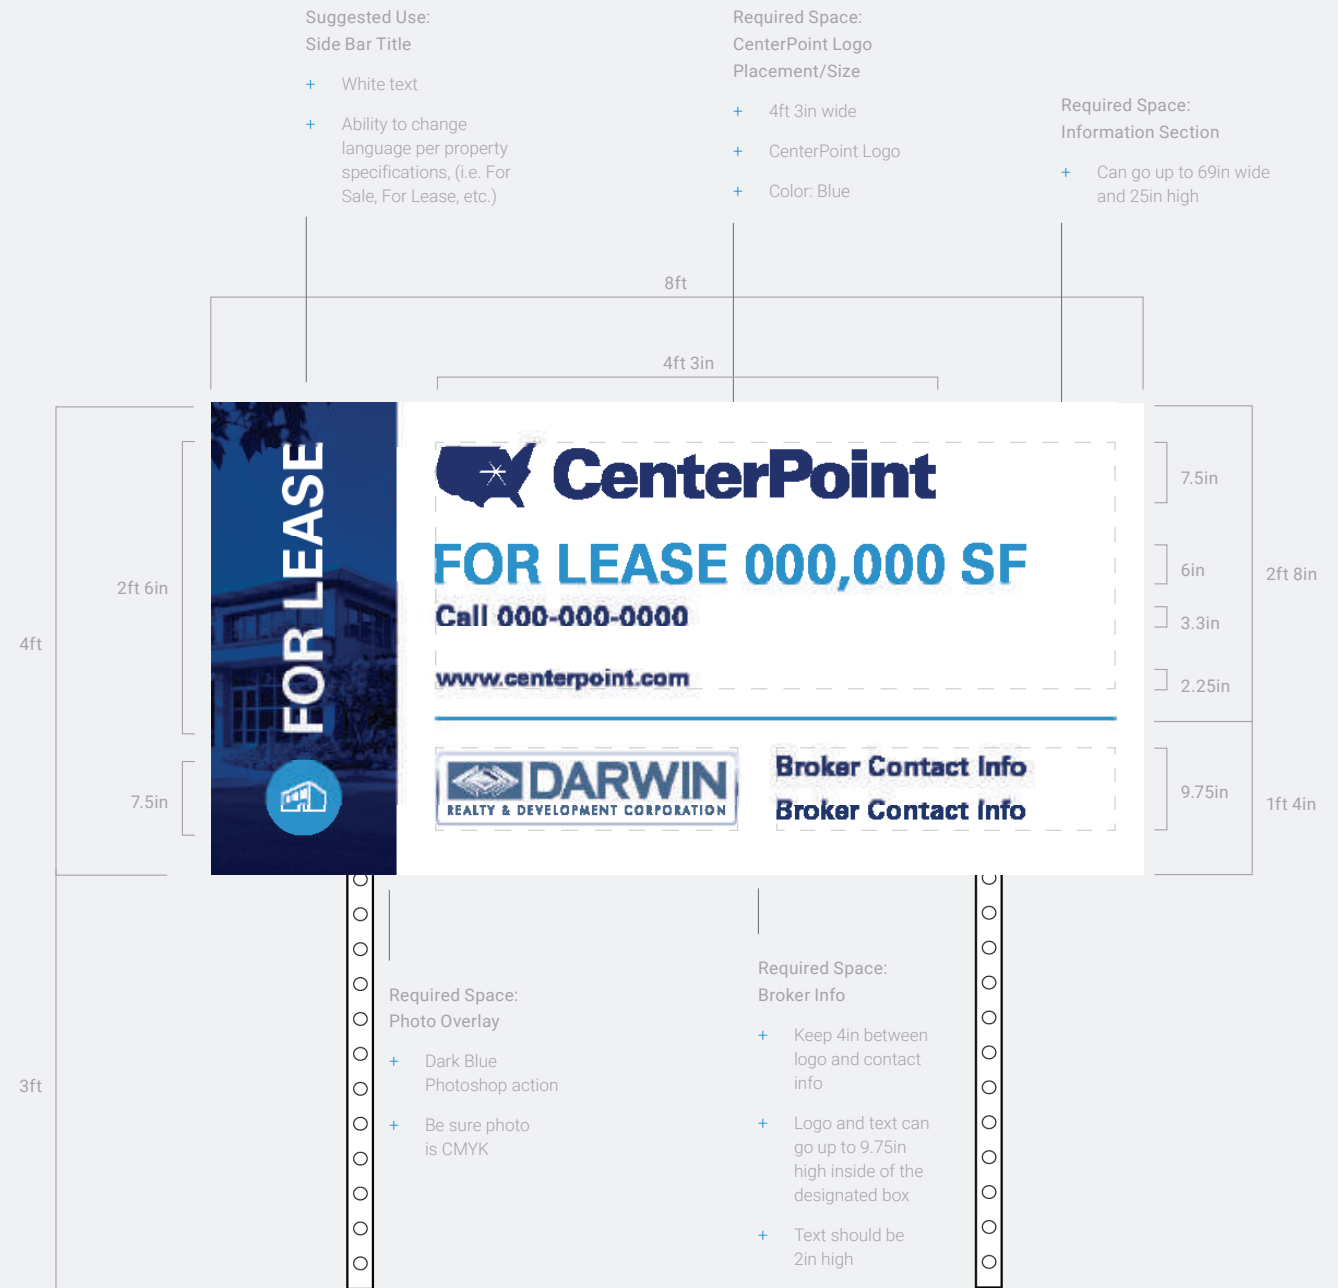 Suggested Use:
Side Bar Title
+ White text
+ Ability to change
language per property
specifications, (i.e. For
Sale, For Lease, etc.)
Required Space:
CenterPoint Logo
Placement/Size
+ 4ft 3in wide
+ CenterPoint Logo
+ Color: Blue
Required Space:
Information Section
+ Can go up to 69in wide
and 25in high
8ft
4ft 3in
4ft
2ft 6in
7.5in
3ft
FOR LEASE
CenterPoint
FOR LEASE 000,000 SF
Call 000-000-0000
www.centerpoint.com
DARWIN
REALTY & DEVELOPMENT CORPORATION
Broker Contact Info
Broker Contact Info
7.5in
6in
3.3in
2.25in
9.75in
2ft 8in
1ft 4in
Required Space:
Photo Overlay
+ Dark Blue
Photoshop action
+ Be sure photo
is CMYK
Required Space:
Broker Info
+ Keep 4in between
logo and contact
info
+ Logo and text can
go up to 9.75in
high inside of the
designated box
+ Text should be
2in high